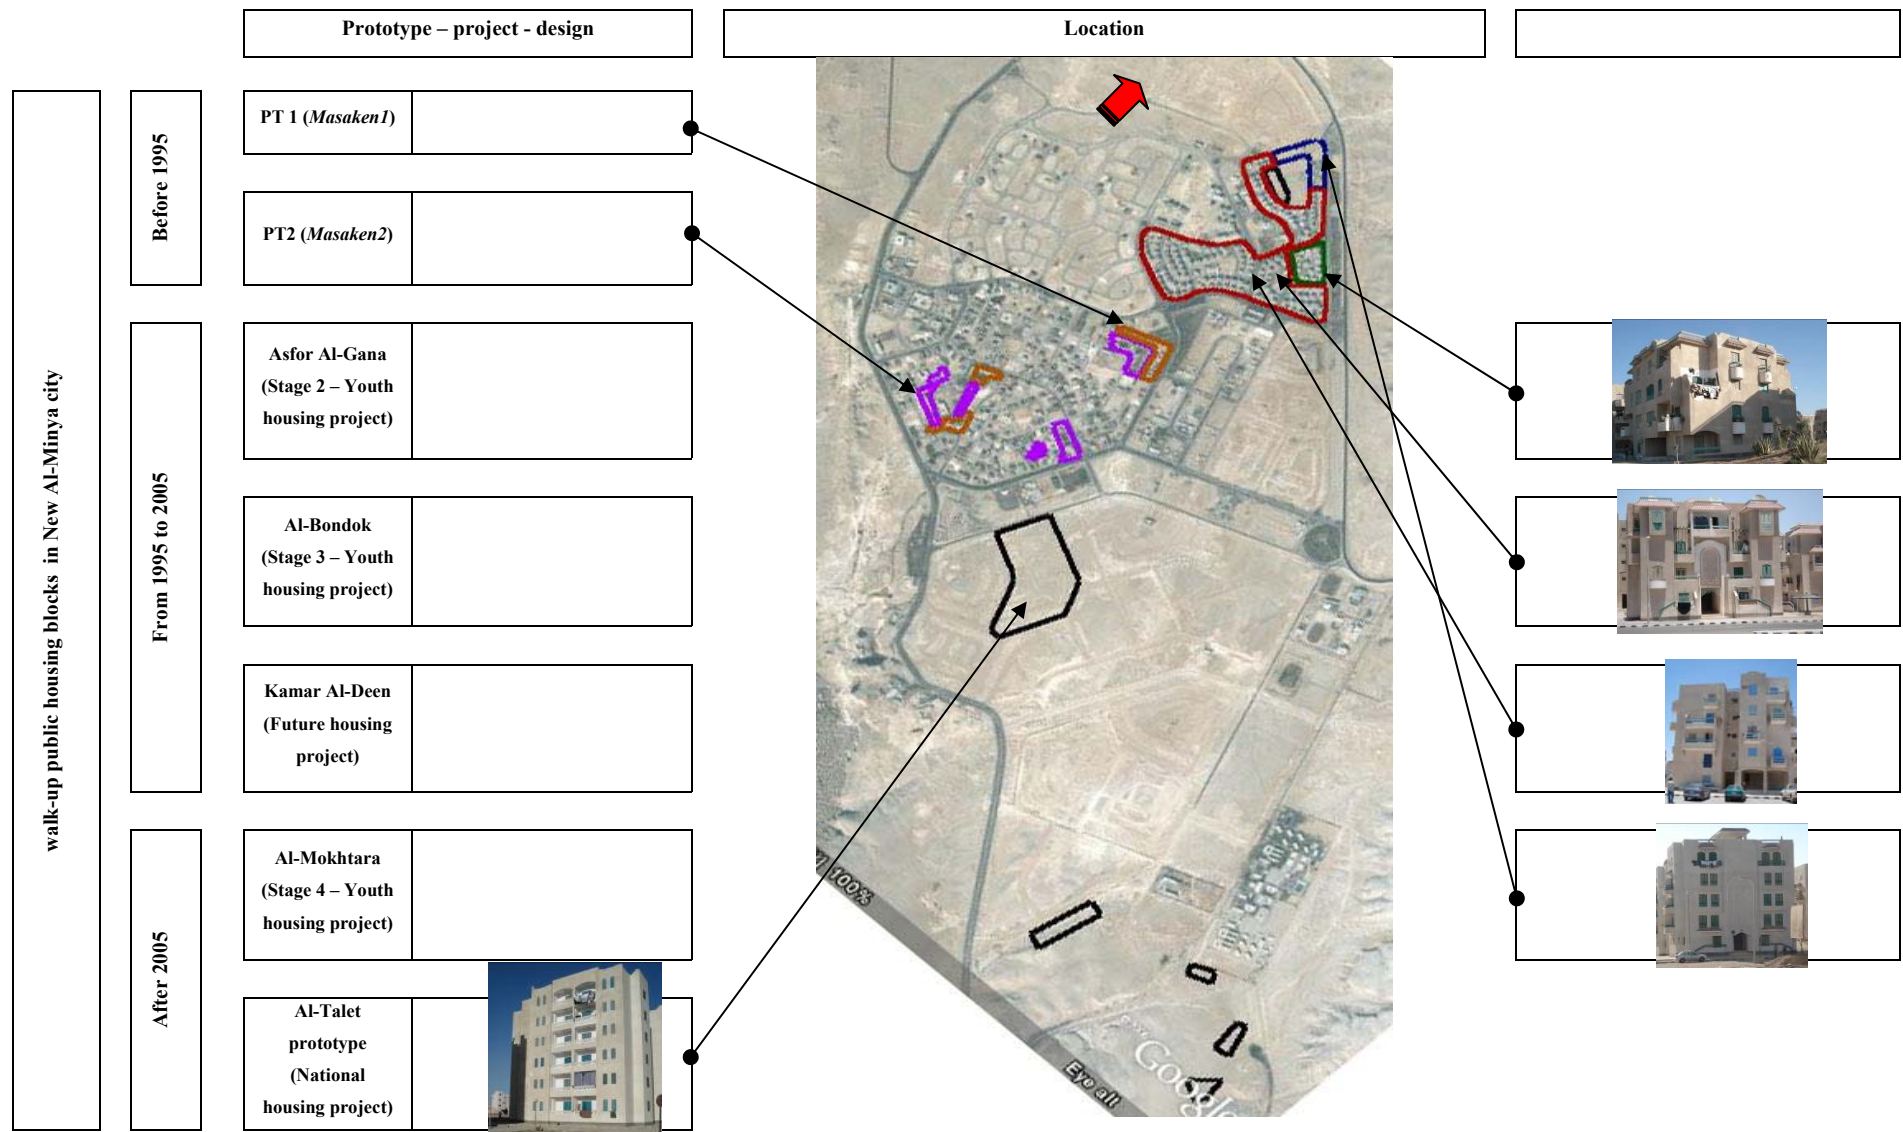 Prototype – project - design
Location
walk-up public housing blocks in New Al-Minya city
Before 1995
PT 1 (Masaken1)
PT2 (Masaken2)
From 1995 to 2005
Asfor Al-Gana
(Stage 2 – Youth
housing project)
Al-Bondok
(Stage 3 – Youth
housing project)
Kamar Al-Deen
(Future housing
project)
After 2005
Al-Mokhtara
(Stage 4 – Youth
housing project)
Al-Talet
prototype
(National
housing project)
100%
Eye alt
Google